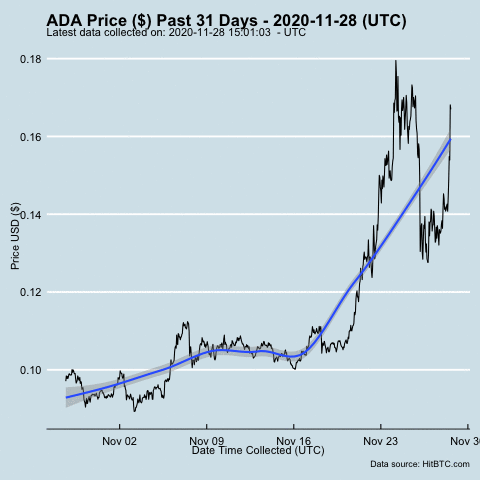 ADA Price ($) Past 31 Days - 2020-11-28 (UTC)
Latest data collected on: 2020-11-28 15:01:03 - UTC
0.18
0.16
0.14
0.12
0.10
Price USD ($)
Nov 02 Nov 09 Nov 16 Nov 23 Nov 30
Date Time Collected (UTC)
Data source: HitBTC.com